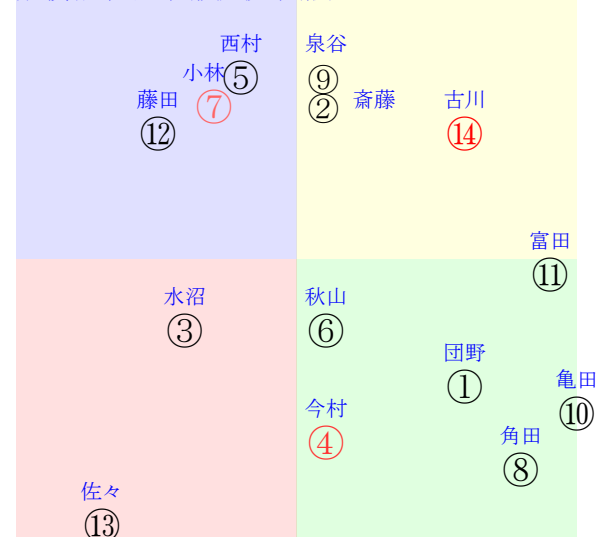 西村
泉谷
小林
⑤
⑨
藤田
⑦
②
斎藤
古川
⑫
⑭
富田
⑪
水沼
秋山
③
⑥
団野
①
亀田
今村
⑩
④
角田
⑧
佐々
⑬